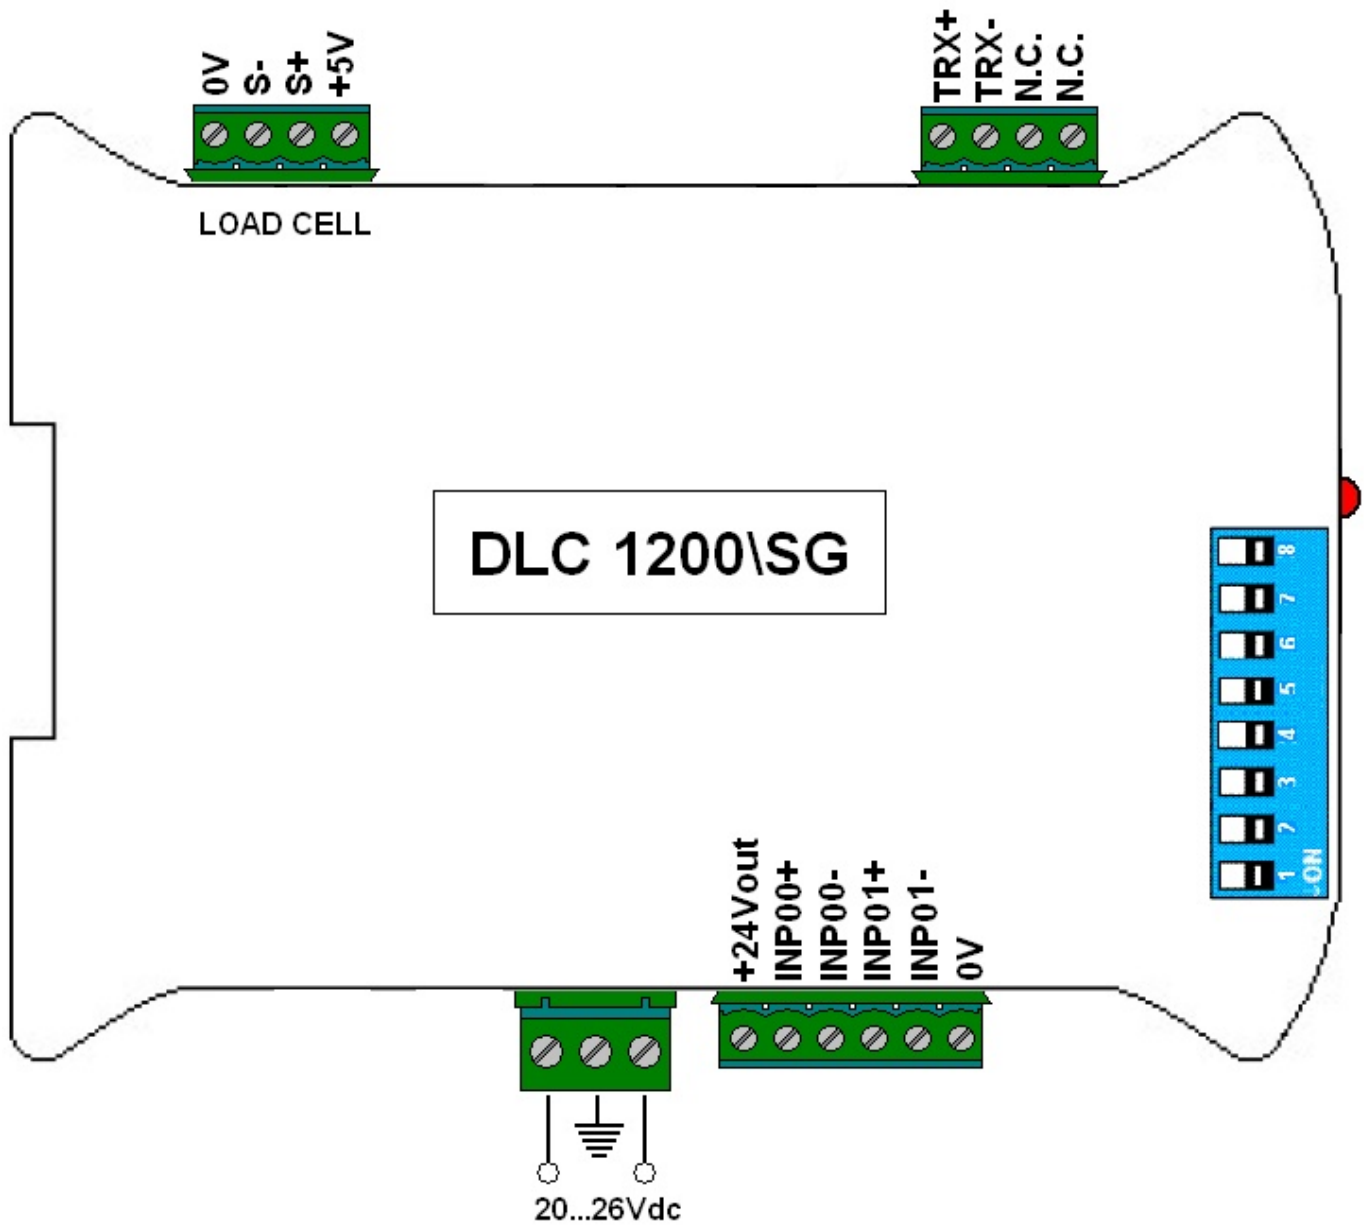 0V
S-
S+
+5V
TRX+
TRX-
N.C.
N.C.
LOAD CELL
DLC 1200\SG
8
7
6
5
4
3
2
1
↓ON
+24Vout
INP00+
INP00-
INP01+
INP01-
0V
20...26Vdc